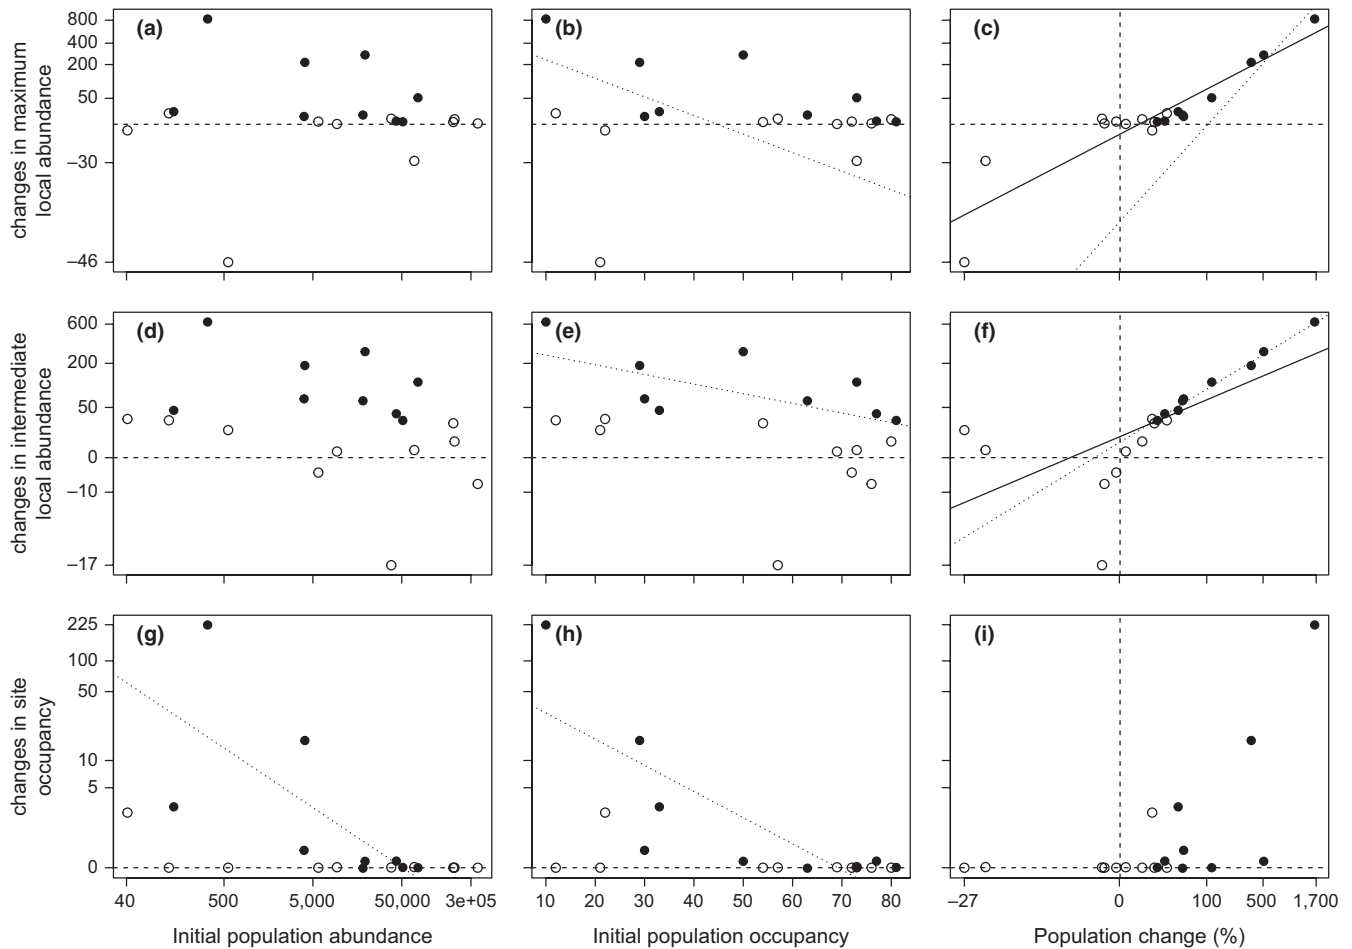 (a) (b) (c)
changes in maximum
local abundance
800
400
200
50
−30
−46
(d) (e) (f)
changes in intermediate
local abundance
600
200
50
0
−10
−17
(g) (h) (i)
changes in site
occupancy
225
100
50
10
5
0
40 500 5,000 50,000 3e+05
10 20 30 40 50 60 70 80
−27 0 100 500 1,700
Initial population abundance
Initial population occupancy
Population change (%)